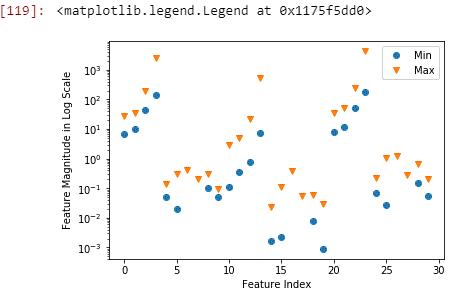 [119]: <matplotlib.legend.Legend at 0x1175f5dd0>
Min
Max
Feature Magnitude in Log Scale
10³
10²
10¹
10⁰
10⁻¹
10⁻²
10⁻³
0 5 10 15 20 25 30
Feature Index